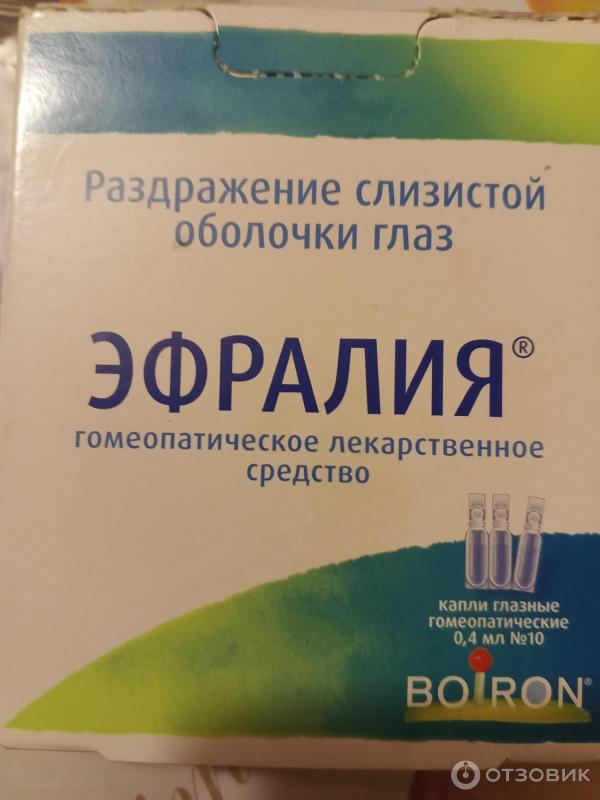 Раздражение слизистой
оболочки глаз
ЭФРАЛИЯ®
гомеопатическое лекарственное
средство
капли глазные
гомеопатические
0,4 мл №10
BOIRON®
ОТЗОВИК